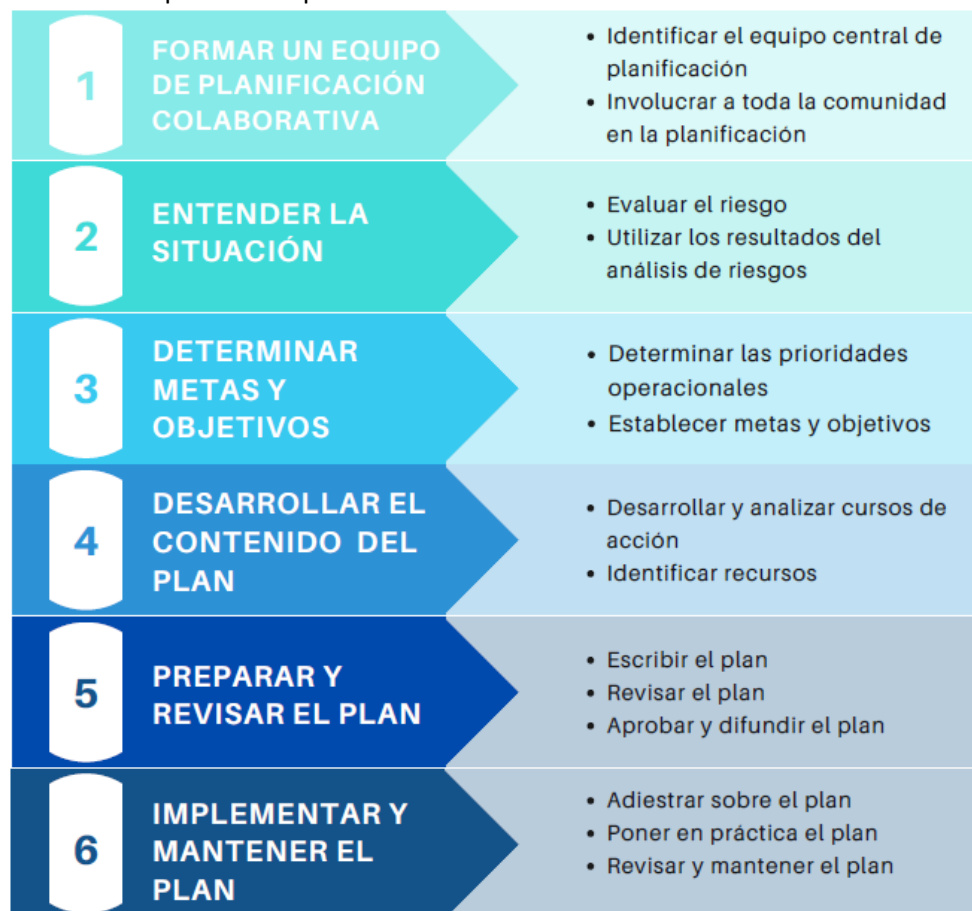 1
FORMAR UN EQUIPO
DE PLANIFICACIÓN
COLABORATIVA
• Identificar el equipo central de
planificación
• Involucrar a toda la comunidad
en la planificación
2
ENTENDER LA
SITUACIÓN
• Evaluar el riesgo
• Utilizar los resultados del
análisis de riesgos
3
DETERMINAR
METAS Y
OBJETIVOS
• Determinar las prioridades
operacionales
• Establecer metas y objetivos
4
DESARROLLAR EL
CONTENIDO DEL
PLAN
• Desarrollar y analizar cursos de
acción
• Identificar recursos
5
PREPARAR Y
REVISAR EL PLAN
• Escribir el plan
• Revisar el plan
• Aprobar y difundir el plan
6
IMPLEMENTAR Y
MANTENER EL
PLAN
• Adiestrar sobre el plan
• Poner en práctica el plan
• Revisar y mantener el plan